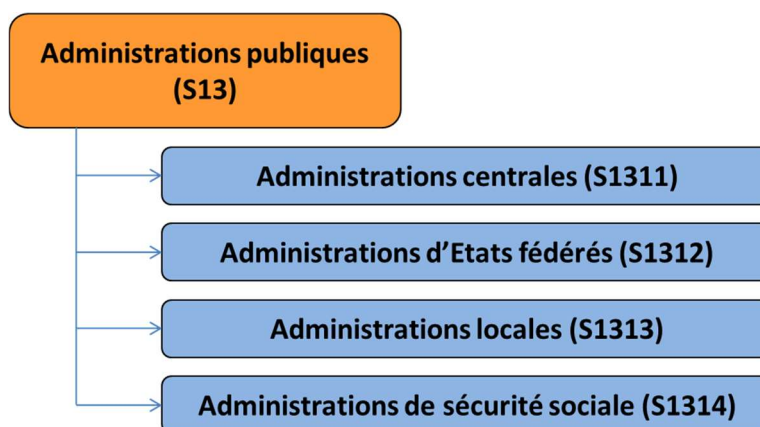 Administrations publiques
(S13)
Administrations centrales (S1311)
Administrations d’Etats fédérés (S1312)
Administrations locales (S1313)
Administrations de sécurité sociale (S1314)